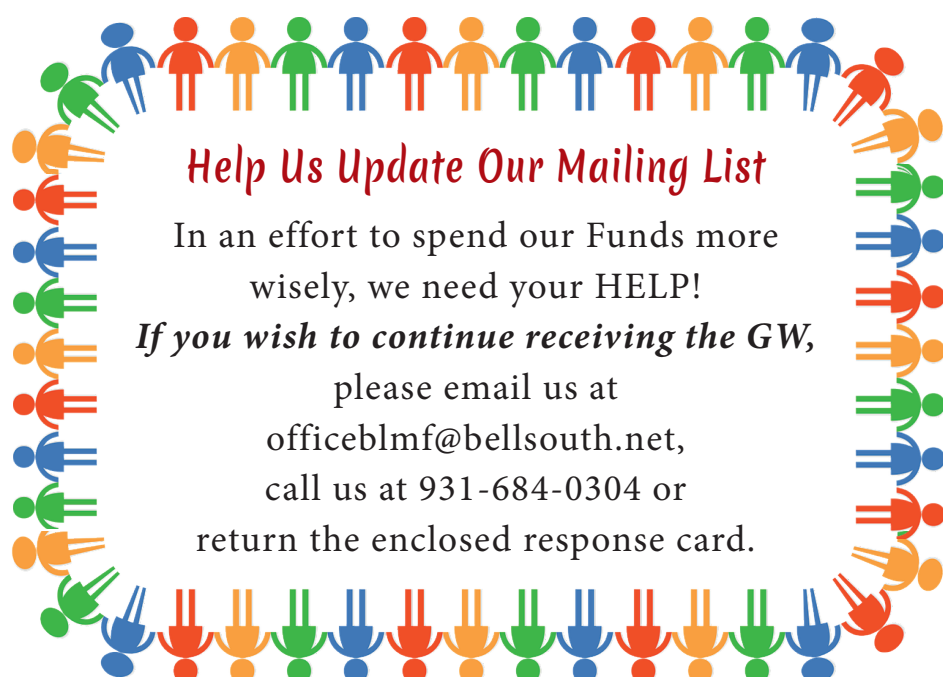 Help Us Update Our Mailing List
In an effort to spend our Funds more
wisely, we need your HELP!
If you wish to continue receiving the GW,
please email us at
officeblmf@bellsouth.net,
call us at 931-684-0304 or
return the enclosed response card.